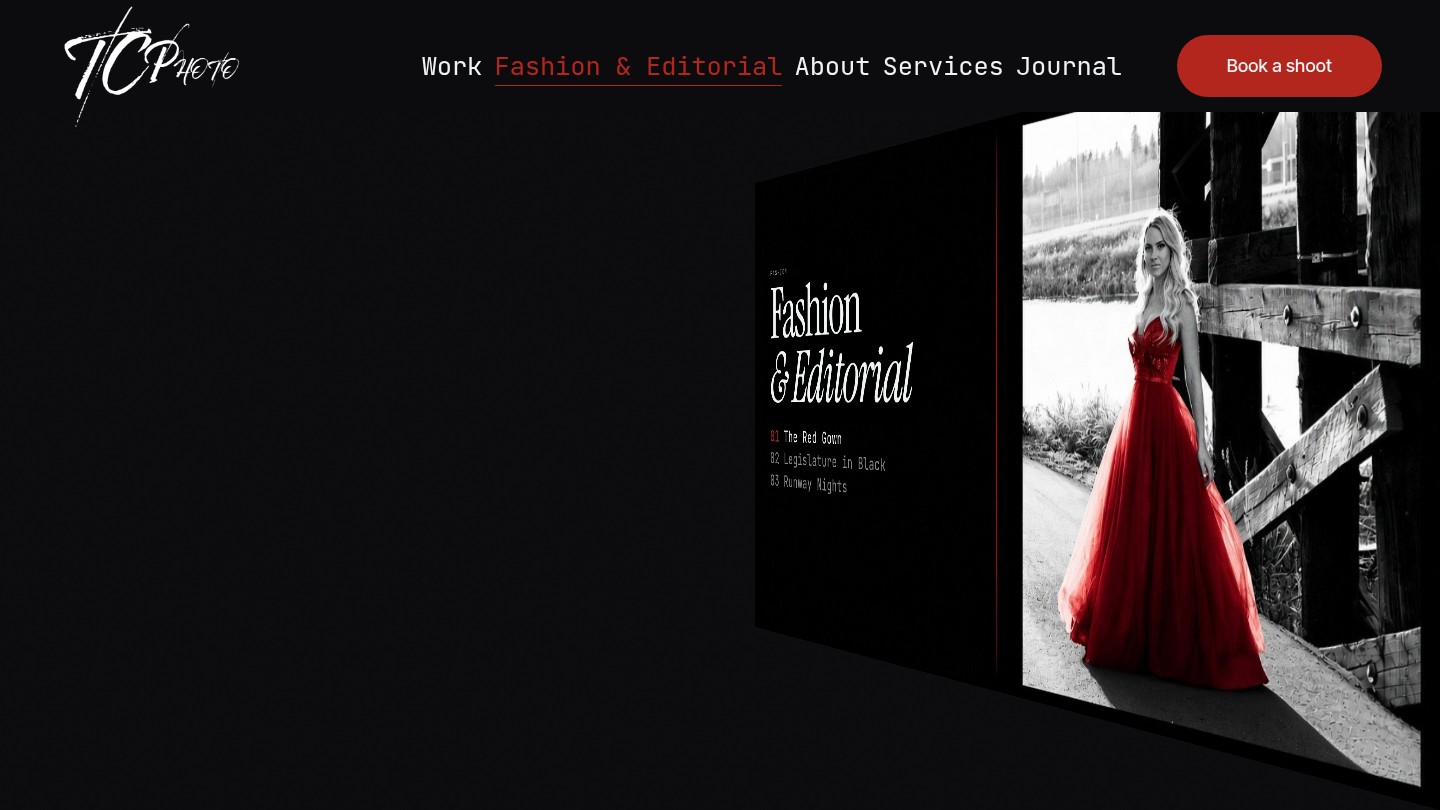 TCPHOTO
Work Fashion & Editorial About Services Journal
Book a shoot
FASHION
Fashion
& Editorial
01 The Red Gown
02 Legislature in Black
03 Runway Nights